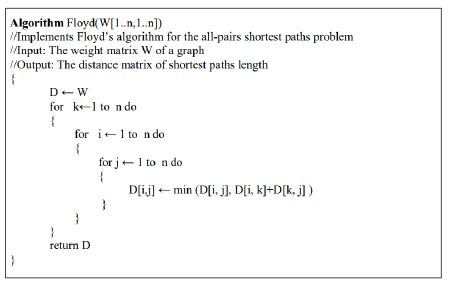 Algorithm Floyd(W[1..n,1..n])
//Implements Floyd's algorithm for the all-pairs shortest paths problem
//Input: The weight matrix W of a graph
//Output: The distance matrix of shortest paths length
{
D ← W
for k←1 to n do
{
for i ← 1 to n do
{
for j ← 1 to n do
{
D[i,j] ← min (D[i, j], D[i, k]+D[k, j] )
}
}
}
return D
}